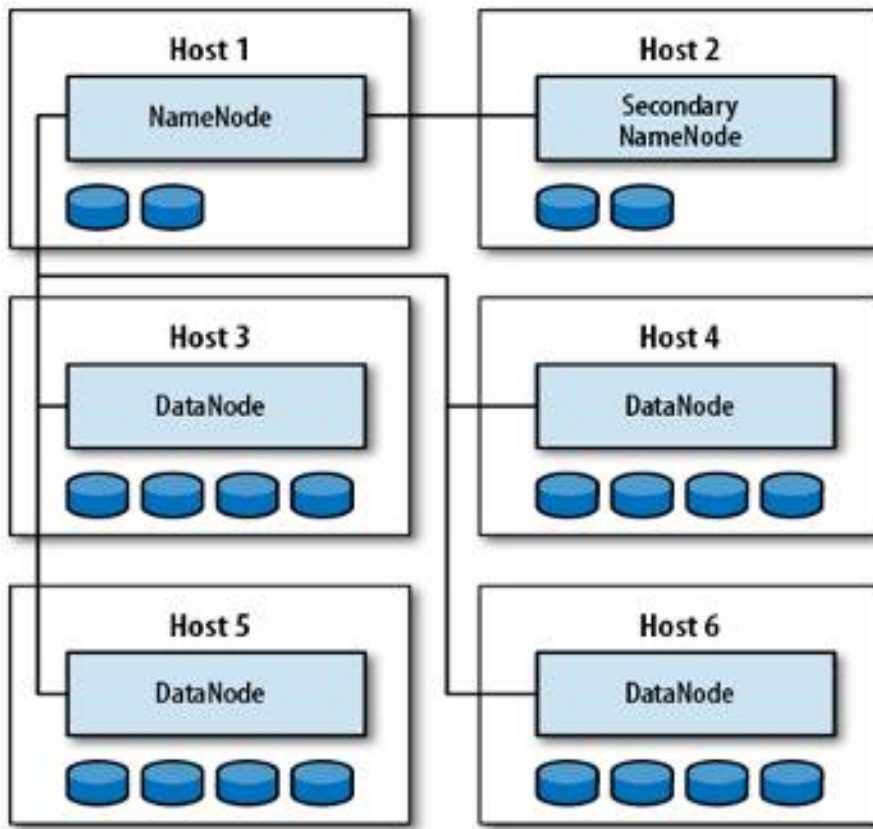 Host 1
NameNode
Host 2
Secondary
NameNode
Host 3
DataNode
Host 4
DataNode
Host 5
DataNode
Host 6
DataNode